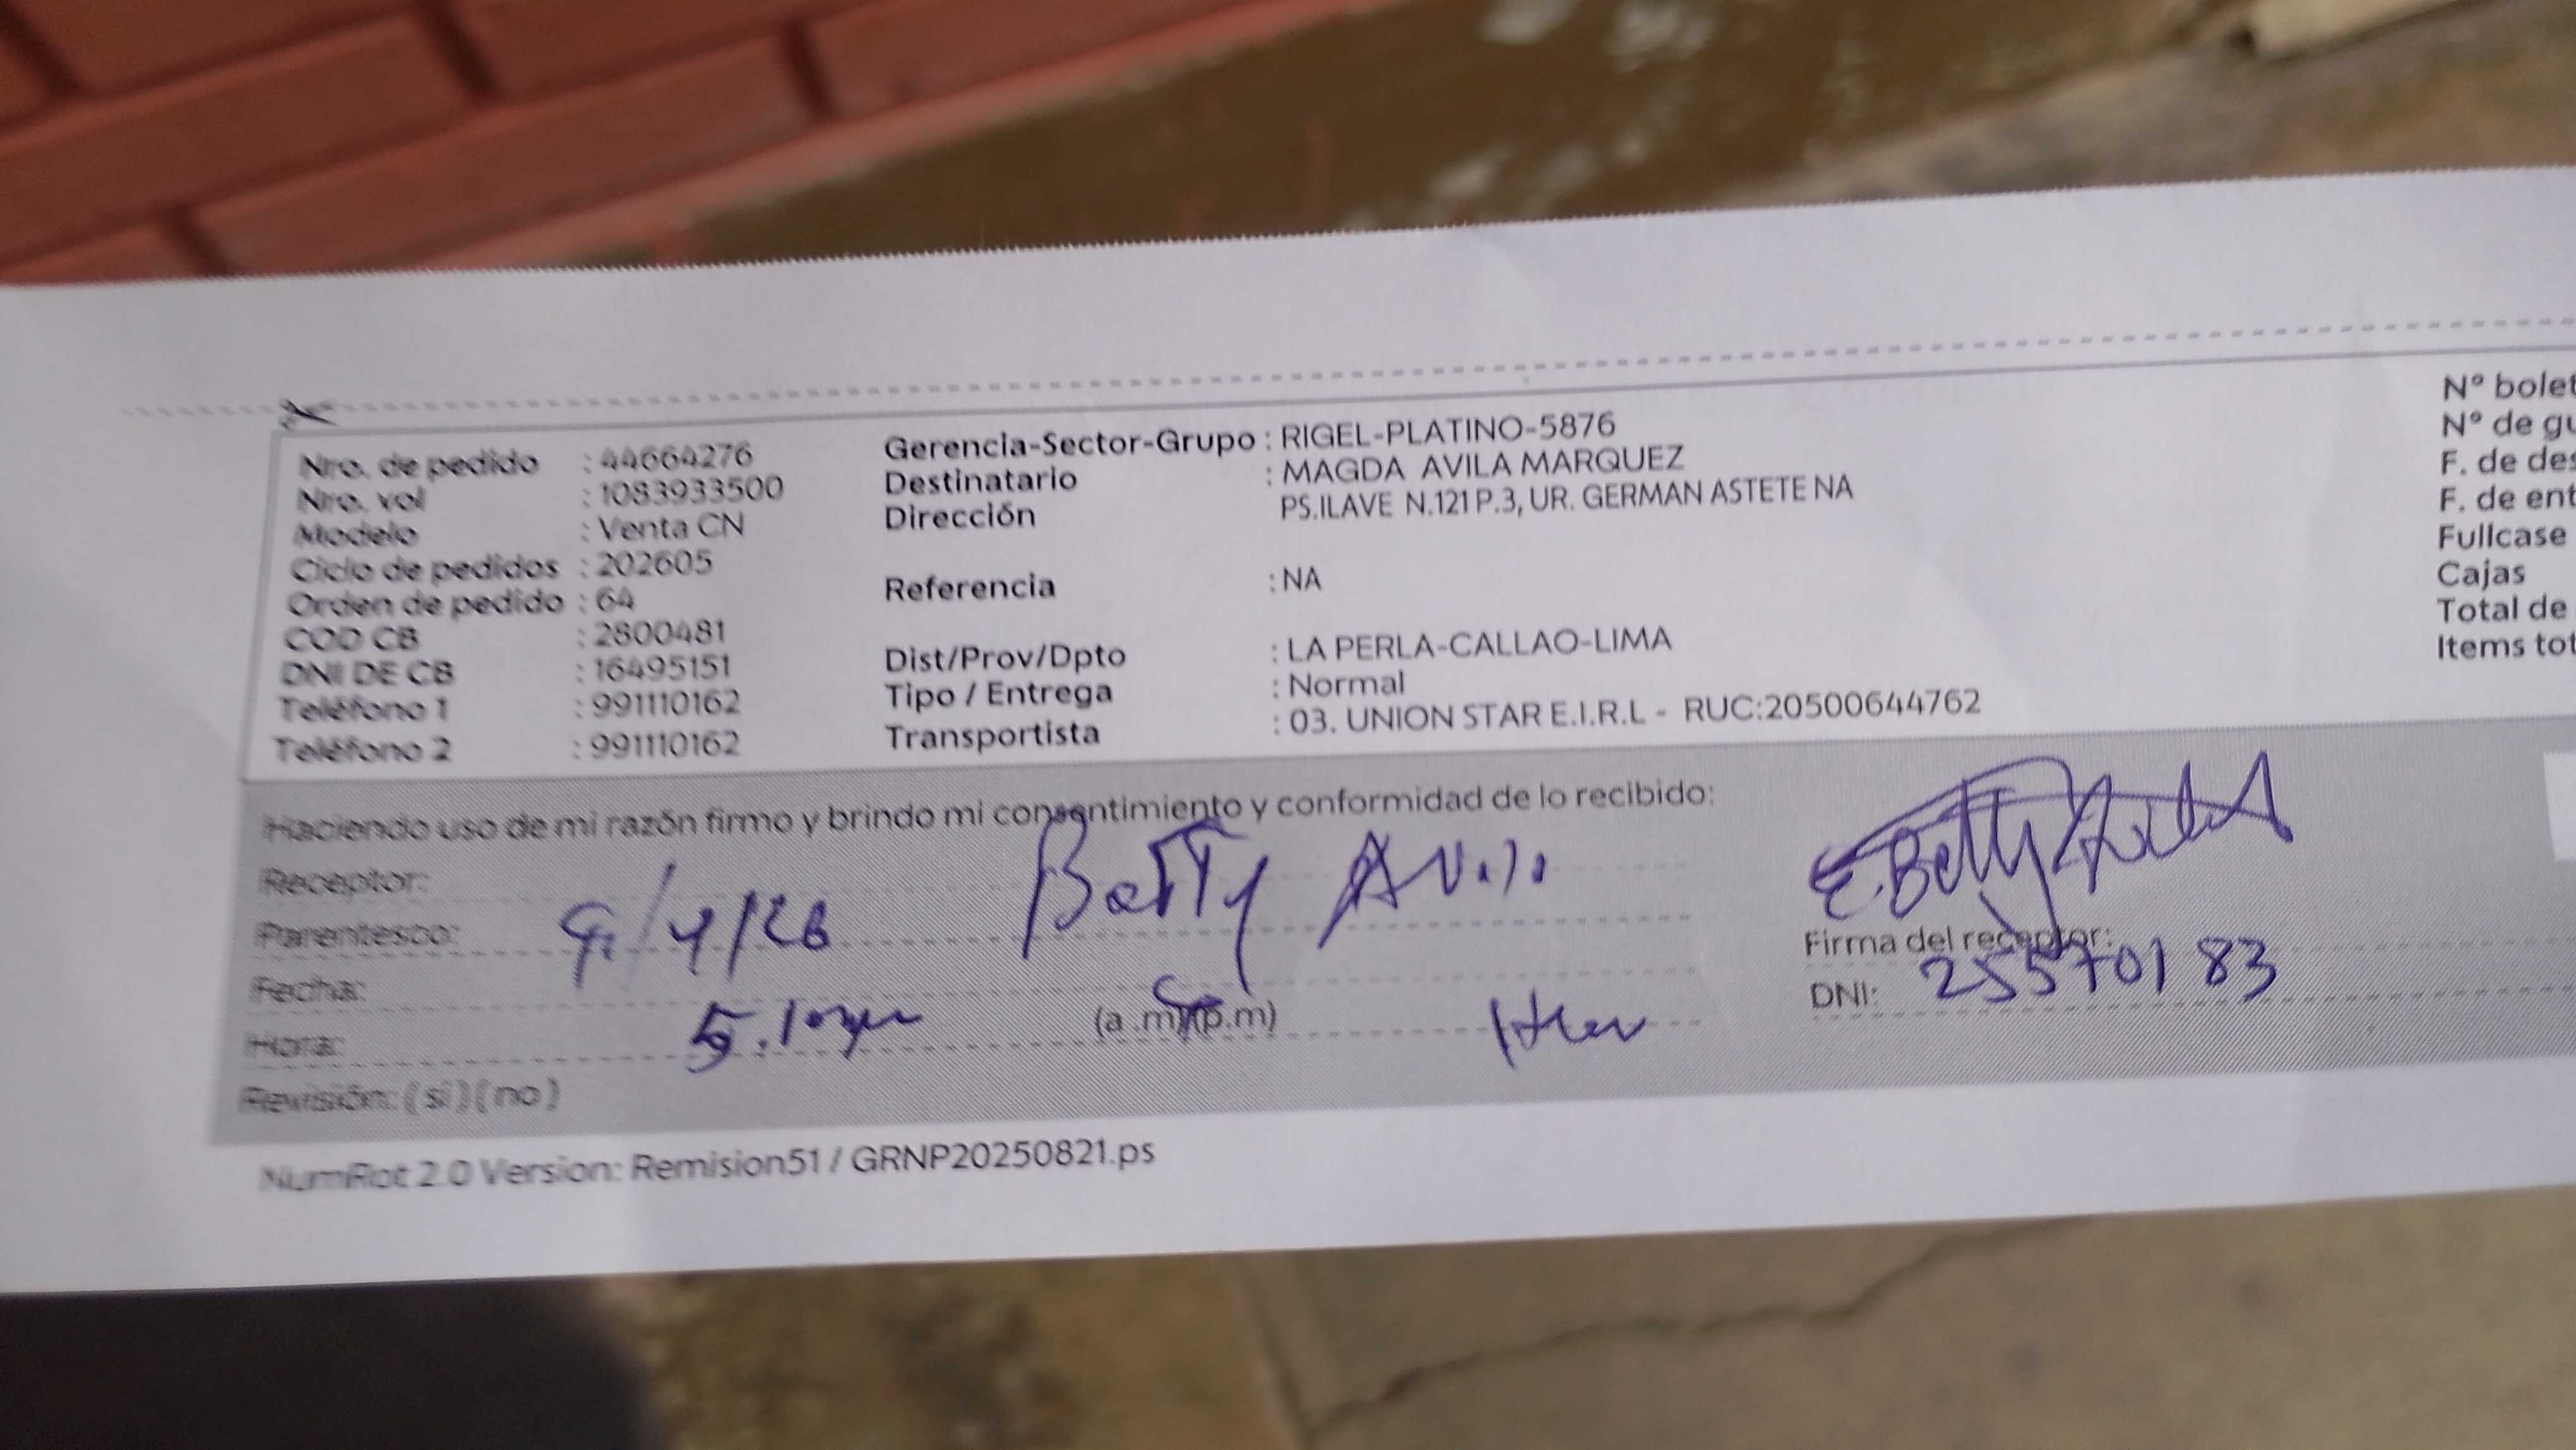 Nro. de pedido : 44664276
Nro. vol : 1083933500
Modelo : Venta CN
Ciclo de pedidos : 202605
Orden de pedido : 64
COD CB : 2800481
DNI DE CB : 16495151
Teléfono 1 : 991110162
Teléfono 2 : 991110162
Gerencia-Sector-Grupo : RIGEL-PLATINO-5876
Destinatario : MAGDA AVILA MARQUEZ
Dirección PS.ILAVE N.121 P.3, UR. GERMAN ASTETE NA
Referencia : NA
Dist/Prov/Dpto : LA PERLA-CALLAO-LIMA
Tipo / Entrega : Normal
Transportista : 03. UNION STAR E.I.R.L - RUC:20500644762
Nº bolet
Nº de gu
F. de des
F. de ent
Fullcase
Cajas
Total de
Items tot
Haciendo uso de mi razón firmo y brindo mi consentimiento y conformidad de lo recibido:
Receptor: Betty Avila
Parentesco:
Fecha: 9/4/26
Hora: (a .m)(p.m)
Revisión: ( si ) ( no )
Firma del receptor:
DNI: 25570183
NumRot 2.0 Version: Remision51 / GRNP20250821.ps